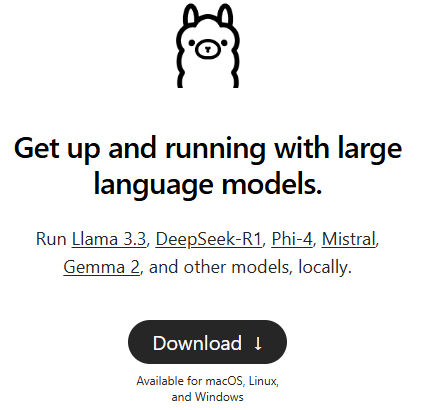 Get up and running with large
language models.
Run Llama 3.3, DeepSeek-R1, Phi-4, Mistral,
Gemma 2, and other models, locally.
Download ↓
Available for macOS, Linux,
and Windows